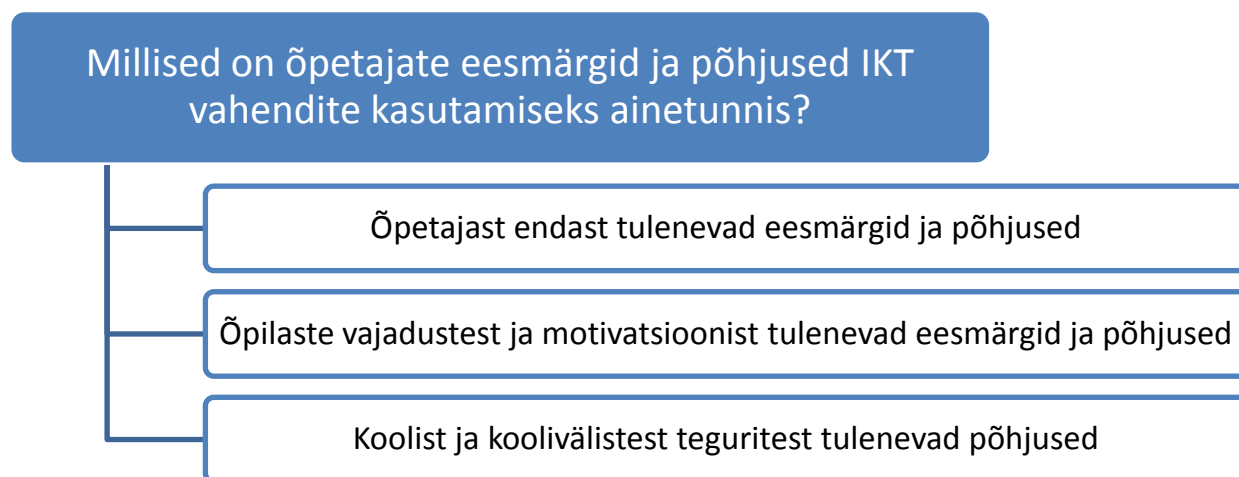 Millised on õpetajate eesmärgid ja põhjused IKT
vahendite kasutamiseks ainetunnis?
Õpetajast endast tulenevad eesmärgid ja põhjused
Õpilaste vajadustest ja motivatsioonist tulenevad eesmärgid ja põhjused
Koolist ja koolivälistest teguritest tulenevad põhjused